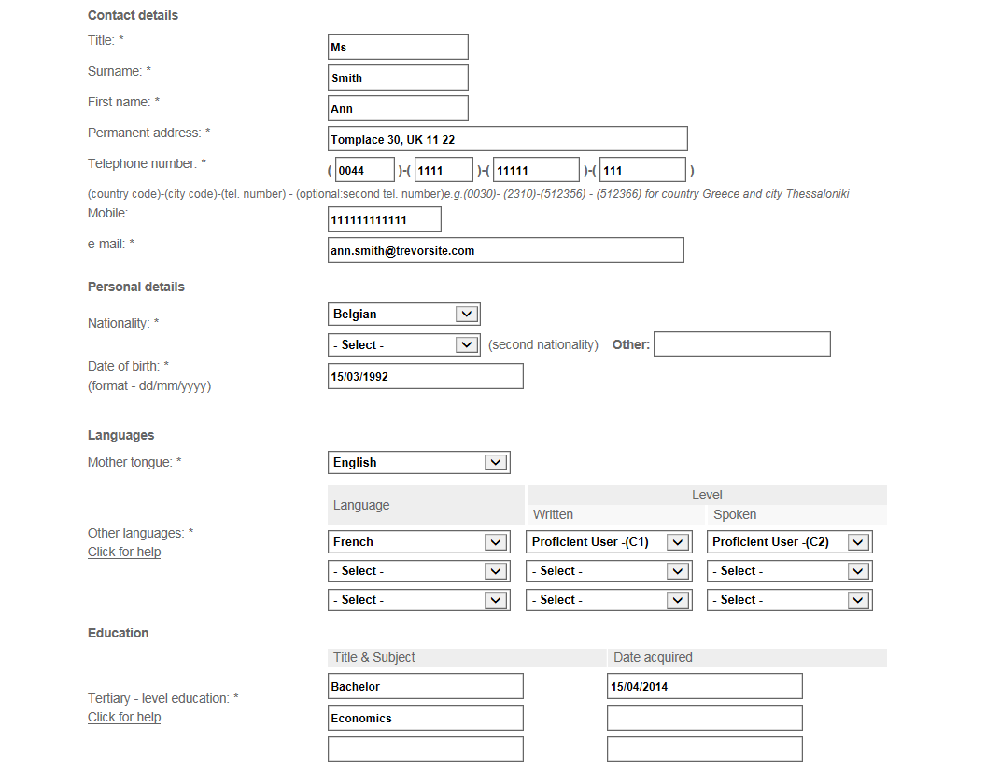 Contact details
Title: * Ms
Surname: * Smith
First name: * Ann
Permanent address: * Tomplace 30, UK 11 22
Telephone number: * ( 0044 )-( 1111 )-( 11111 )-( 111 )
(country code)-(city code)-(tel. number) - (optional:second tel. number)e.g.(0030)- (2310)-(512356) - (512366) for country Greece and city Thessaloniki
Mobile: 111111111111
e-mail: * ann.smith@trevorsite.com
Personal details
Nationality: * Belgian
- Select - (second nationality) Other:
Date of birth: * 15/03/1992
(format - dd/mm/yyyy)
Languages
Mother tongue: * English
Language Level
Written Spoken
Other languages: *
Click for help
French Proficient User -(C1) Proficient User -(C2)
- Select - - Select - - Select -
- Select - - Select - - Select -
Education
Title & Subject Date acquired
Tertiary - level education: *
Click for help
Bachelor 15/04/2014
Economics